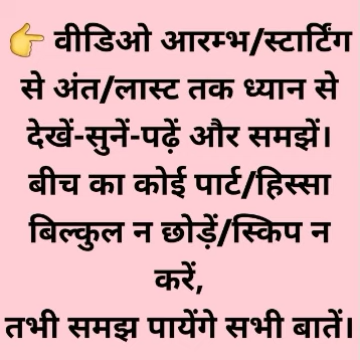 👉 वीडिओ आरम्भ/स्टार्टिंग
से अंत/लास्ट तक ध्यान से
देखें-सुनें-पढ़ें और समझें।
बीच का कोई पार्ट/हिस्सा
बिल्कुल न छोड़ें/स्किप न
करें,
तभी समझ पायेंगे सभी बातें।